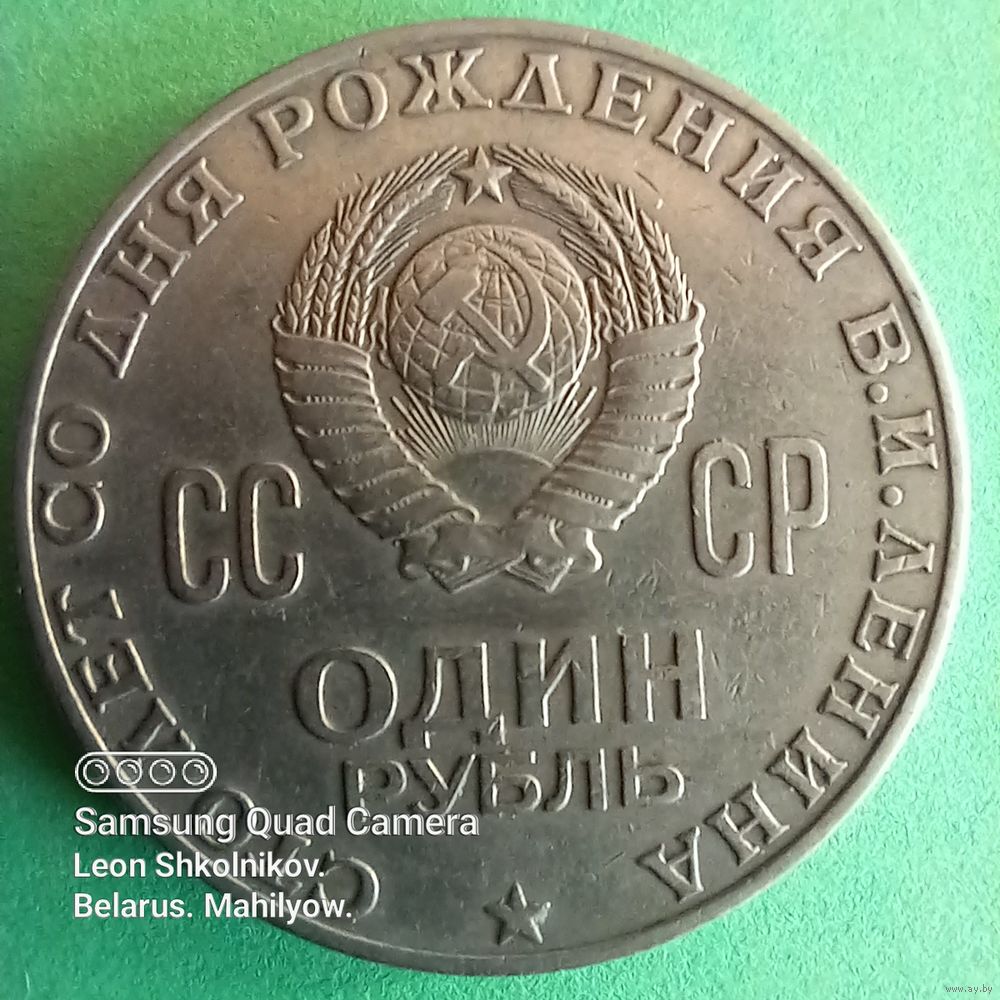 СТО ЛЕТ СО ДНЯ РОЖДЕНИЯ В.И.ЛЕНИНА
СС СР
ОДИН
РУБЛЬ
Samsung Quad Camera
Leon Shkolnikov.
Belarus. Mahilyow.
www.ay.by